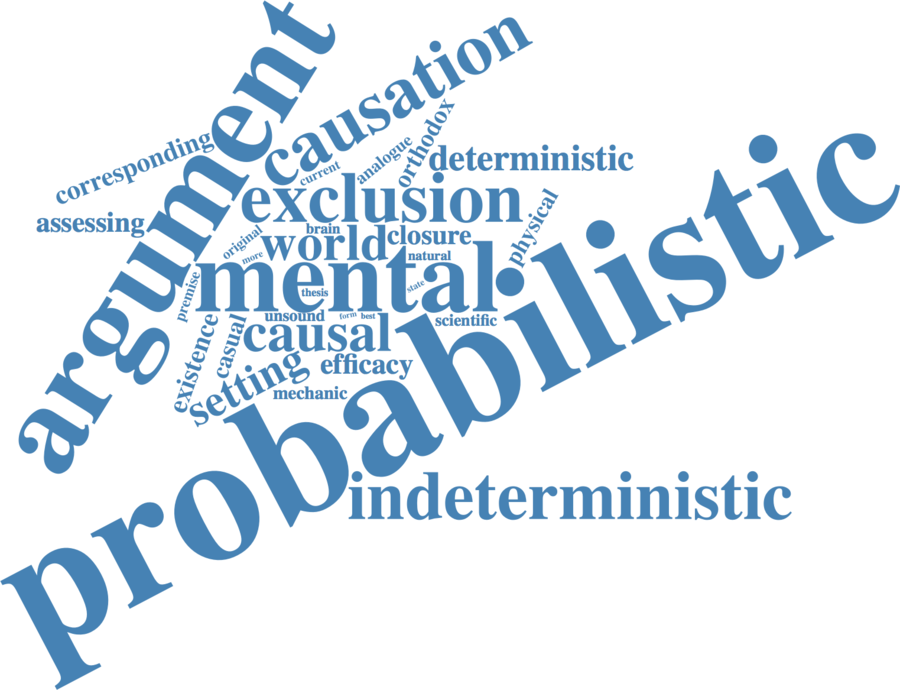 argument
causation
corresponding
orthodox
analogue
current
deterministic
assessing
exclusion
physical
original
brain
world
closure
more
natural
mental
premise
thesis
state
probabilistic
existence
casual
unsound
form
best
scientific
causal
setting
efficacy
mechanic
indeterministic